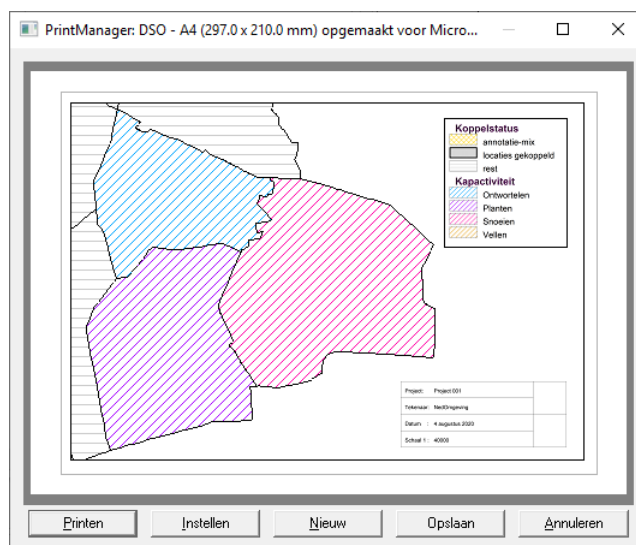 PrintManager: DSO - A4 (297.0 x 210.0 mm) opgemaakt voor Micro...
Koppelstatus
annotatie-mix
locaties gekoppeld
rest
Kapactiviteit
Ontwortelen
Planten
Snoeien
Vellen
Project: Project 001
Tekenaar: NedOmgeving
Datum : 4 augustus 2020
Schaal 1 : 40000
Printen Instellen Nieuw Opslaan Annuleren